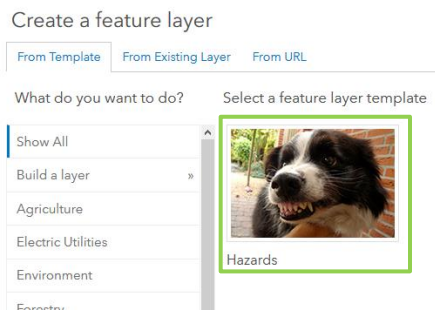 Create a feature layer
From Template From Existing Layer From URL
What do you want to do? Select a feature layer template
Show All
Build a layer »
Agriculture
Electric Utilities
Environment
Forestry
Hazards